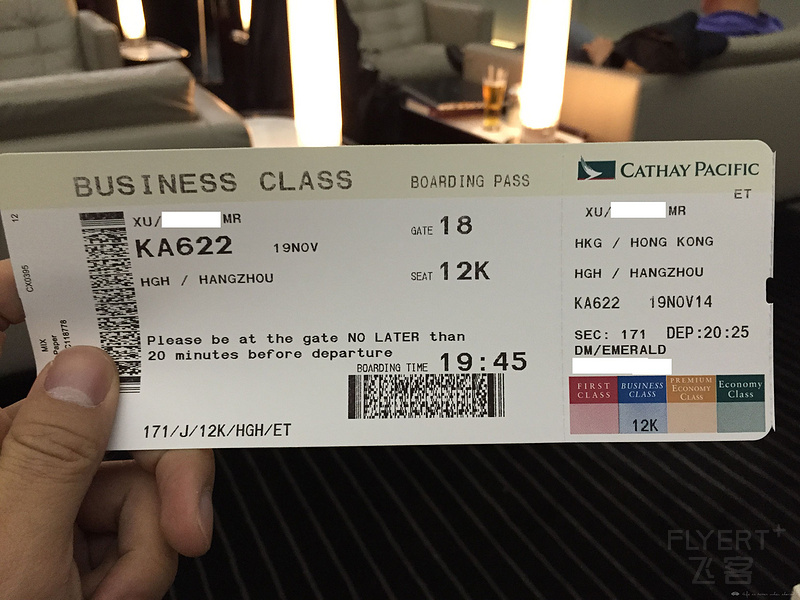 BUSINESS CLASS
BOARDING PASS
XU/ MR
KA622 19NOV
HGH / HANGZHOU
GATE 18
SEAT 12K
Please be at the gate NO LATER than
20 minutes before departure
BOARDING TIME 19:45
171/J/12K/HGH/ET
12
CX0395
MIX
Paper
C118778
CATHAY PACIFIC
ET
XU/ MR
HKG / HONG KONG
HGH / HANGZHOU
KA622 19NOV14
SEC: 171 DEP:20:25
DM/EMERALD
FIRST CLASS
BUSINESS CLASS
PREMIUM ECONOMY CLASS
Economy Class
12K
FLYERT+
飞客